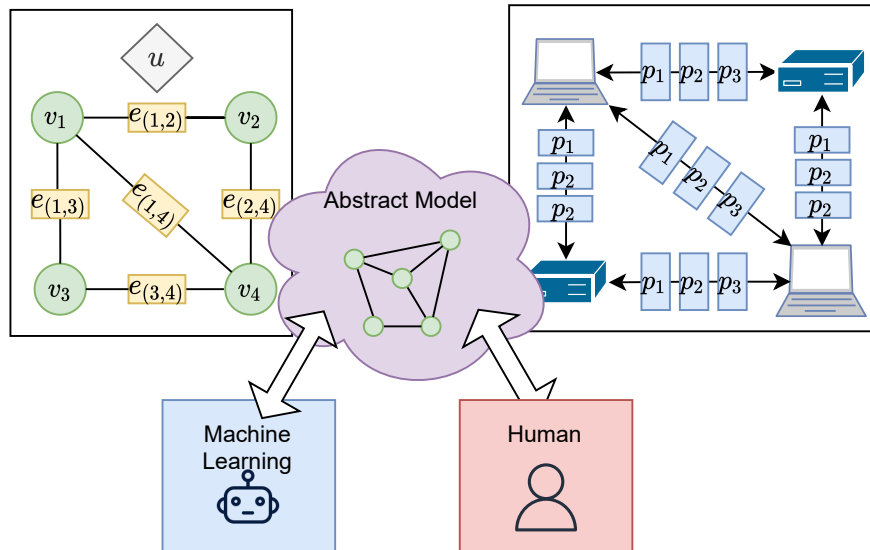 u
v₁ e₍₁,₂₎ v₂
e₍₁,₃₎ e₍₁,₄₎ e₍₂,₄₎
v₃ e₍₃,₄₎ v₄
Abstract Model
p₁ p₂ p₃
p₁
p₂
p₂
p₁ p₂ p₃
p₁
p₂
p₂
p₁ p₂ p₃
Machine
Learning
Human